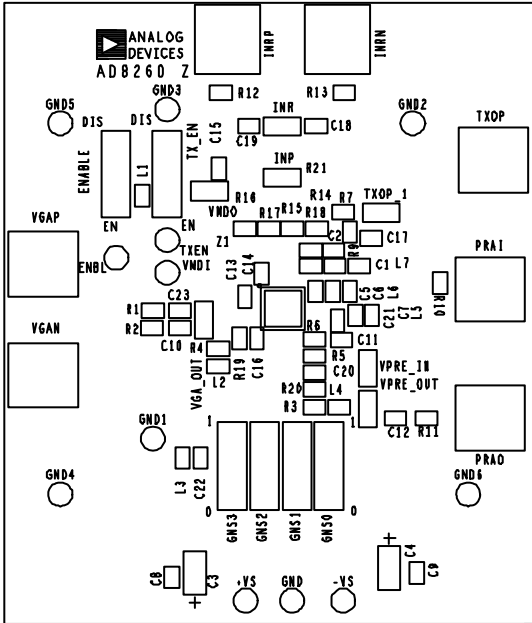 ANALOG
DEVICES
AD8260 Z
INRP
INRN
R12
R13
GND5
GND3
GND2
DIS
DIS
TX_EN
C15
C19
INR
C18
TXOP
ENABLE
L1
INP
R21
R16
R14
VMDO
R7
TXOP_1
VGAP
EN
EN
Z1
R17
R15
R18
C2
R9
C17
TXEN
VMDI
ENBL
C13
C14
C1
L7
PRAI
R10
C23
R1
R2
C10
C5
C6
L6
C21
C7
L5
VGAN
R4
VGA_OUT
L2
R19
C16
R6
C11
R5
C20
R20
R3
L4
VPRE_IN
VPRE_OUT
C12
R11
PRAO
GND1
1
1
L3
C22
GND4
GND6
0
0
GNS3
GNS2
GNS1
GNS0
C8
C3
+
+VS
GND
-VS
+
C4
C9